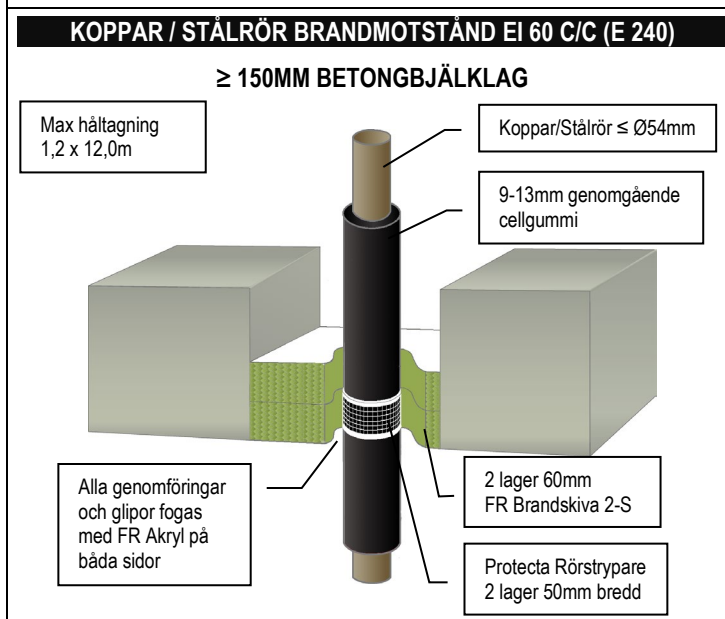 KOPPAR / STÅLRÖR BRANDMOTSTÅND EI 60 C/C (E 240)
≥ 150MM BETONGBJÄLKLAG
Max håltagning
1,2 x 12,0m
Koppar/Stålrör ≤ Ø54mm
9-13mm genomgående
cellgummi
Alla genomföringar
och glipor fogas
med FR Akryl på
båda sidor
2 lager 60mm
FR Brandskiva 2-S
Protecta Rörstrypare
2 lager 50mm bredd